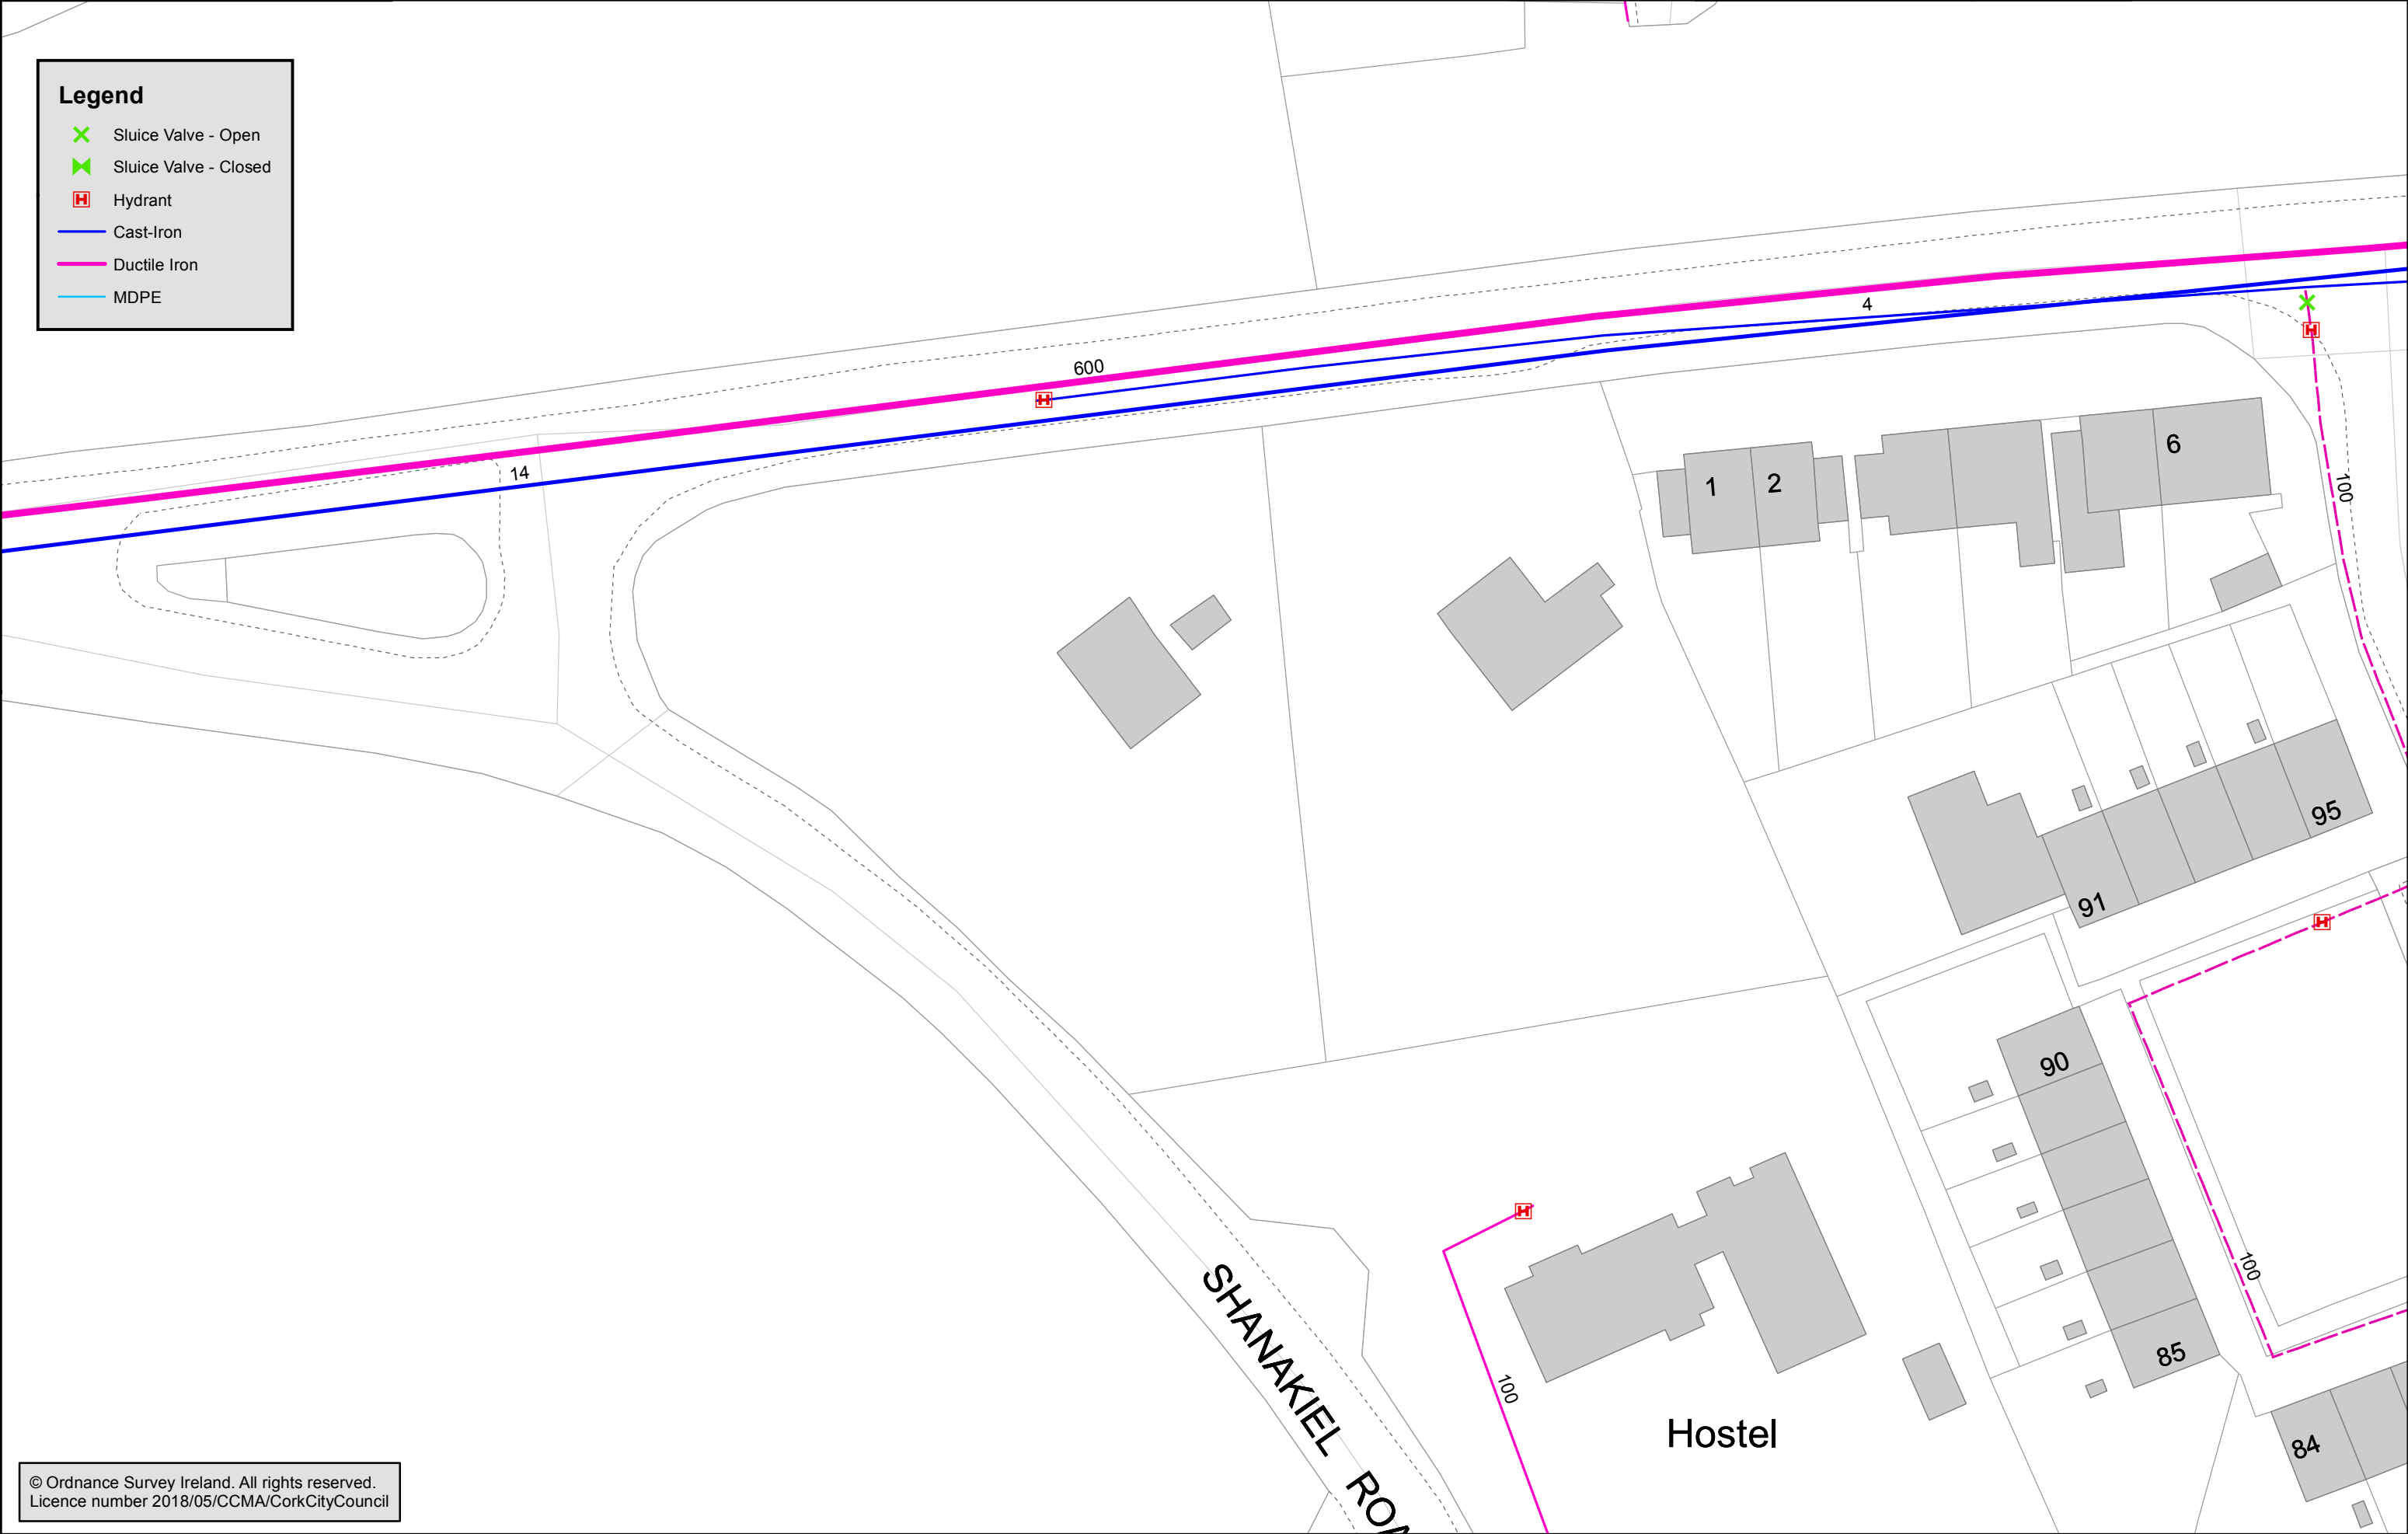 Legend
Sluice Valve - Open
Sluice Valve - Closed
H Hydrant
Cast-Iron
Ductile Iron
MDPE
4
600
H
H
14
1
2
6
100
95
91
H
90
H
100
85
100
Hostel
84
SHANAKIEL ROA
© Ordnance Survey Ireland. All rights reserved.
Licence number 2018/05/CCMA/CorkCityCouncil